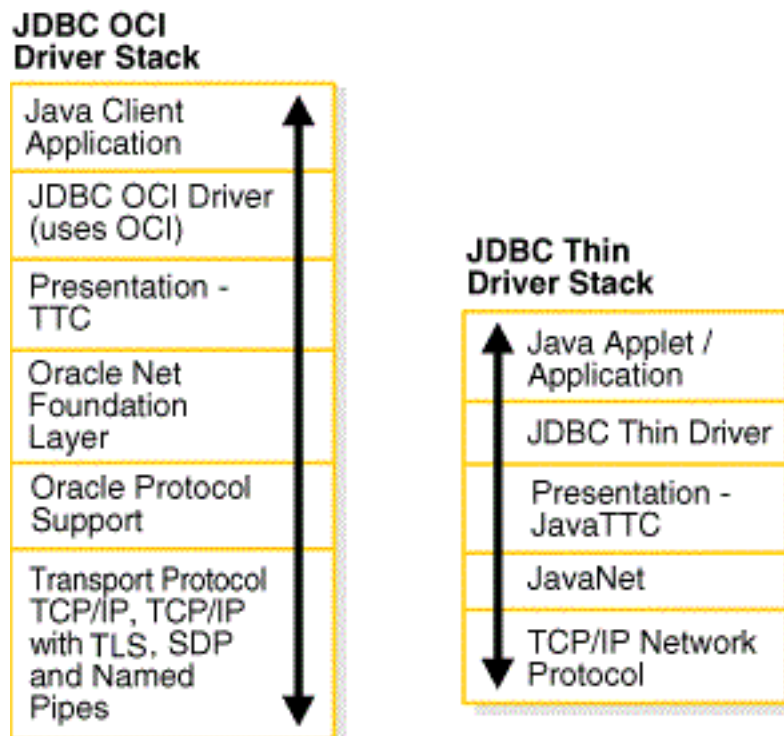 JDBC OCI
Driver Stack
Java Client
Application
JDBC OCI Driver
(uses OCI)
Presentation -
TTC
Oracle Net
Foundation
Layer
Oracle Protocol
Support
Transport Protocol
TCP/IP, TCP/IP
with TLS, SDP
and Named
Pipes
JDBC Thin
Driver Stack
Java Applet /
Application
JDBC Thin Driver
Presentation -
JavaTTC
JavaNet
TCP/IP Network
Protocol